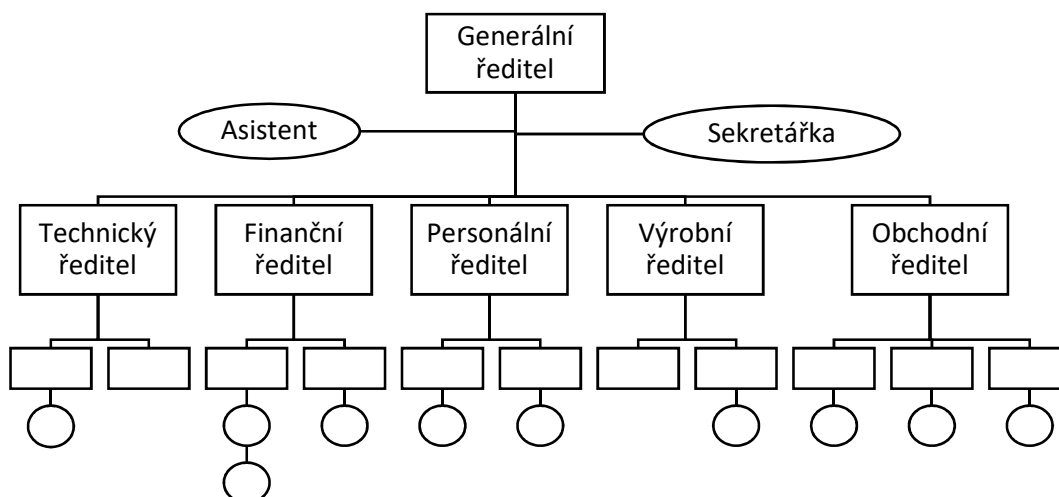 Generální
ředitel
Asistent
Sekretářka
Technický
ředitel
Finanční
ředitel
Personální
ředitel
Výrobní
ředitel
Obchodní
ředitel